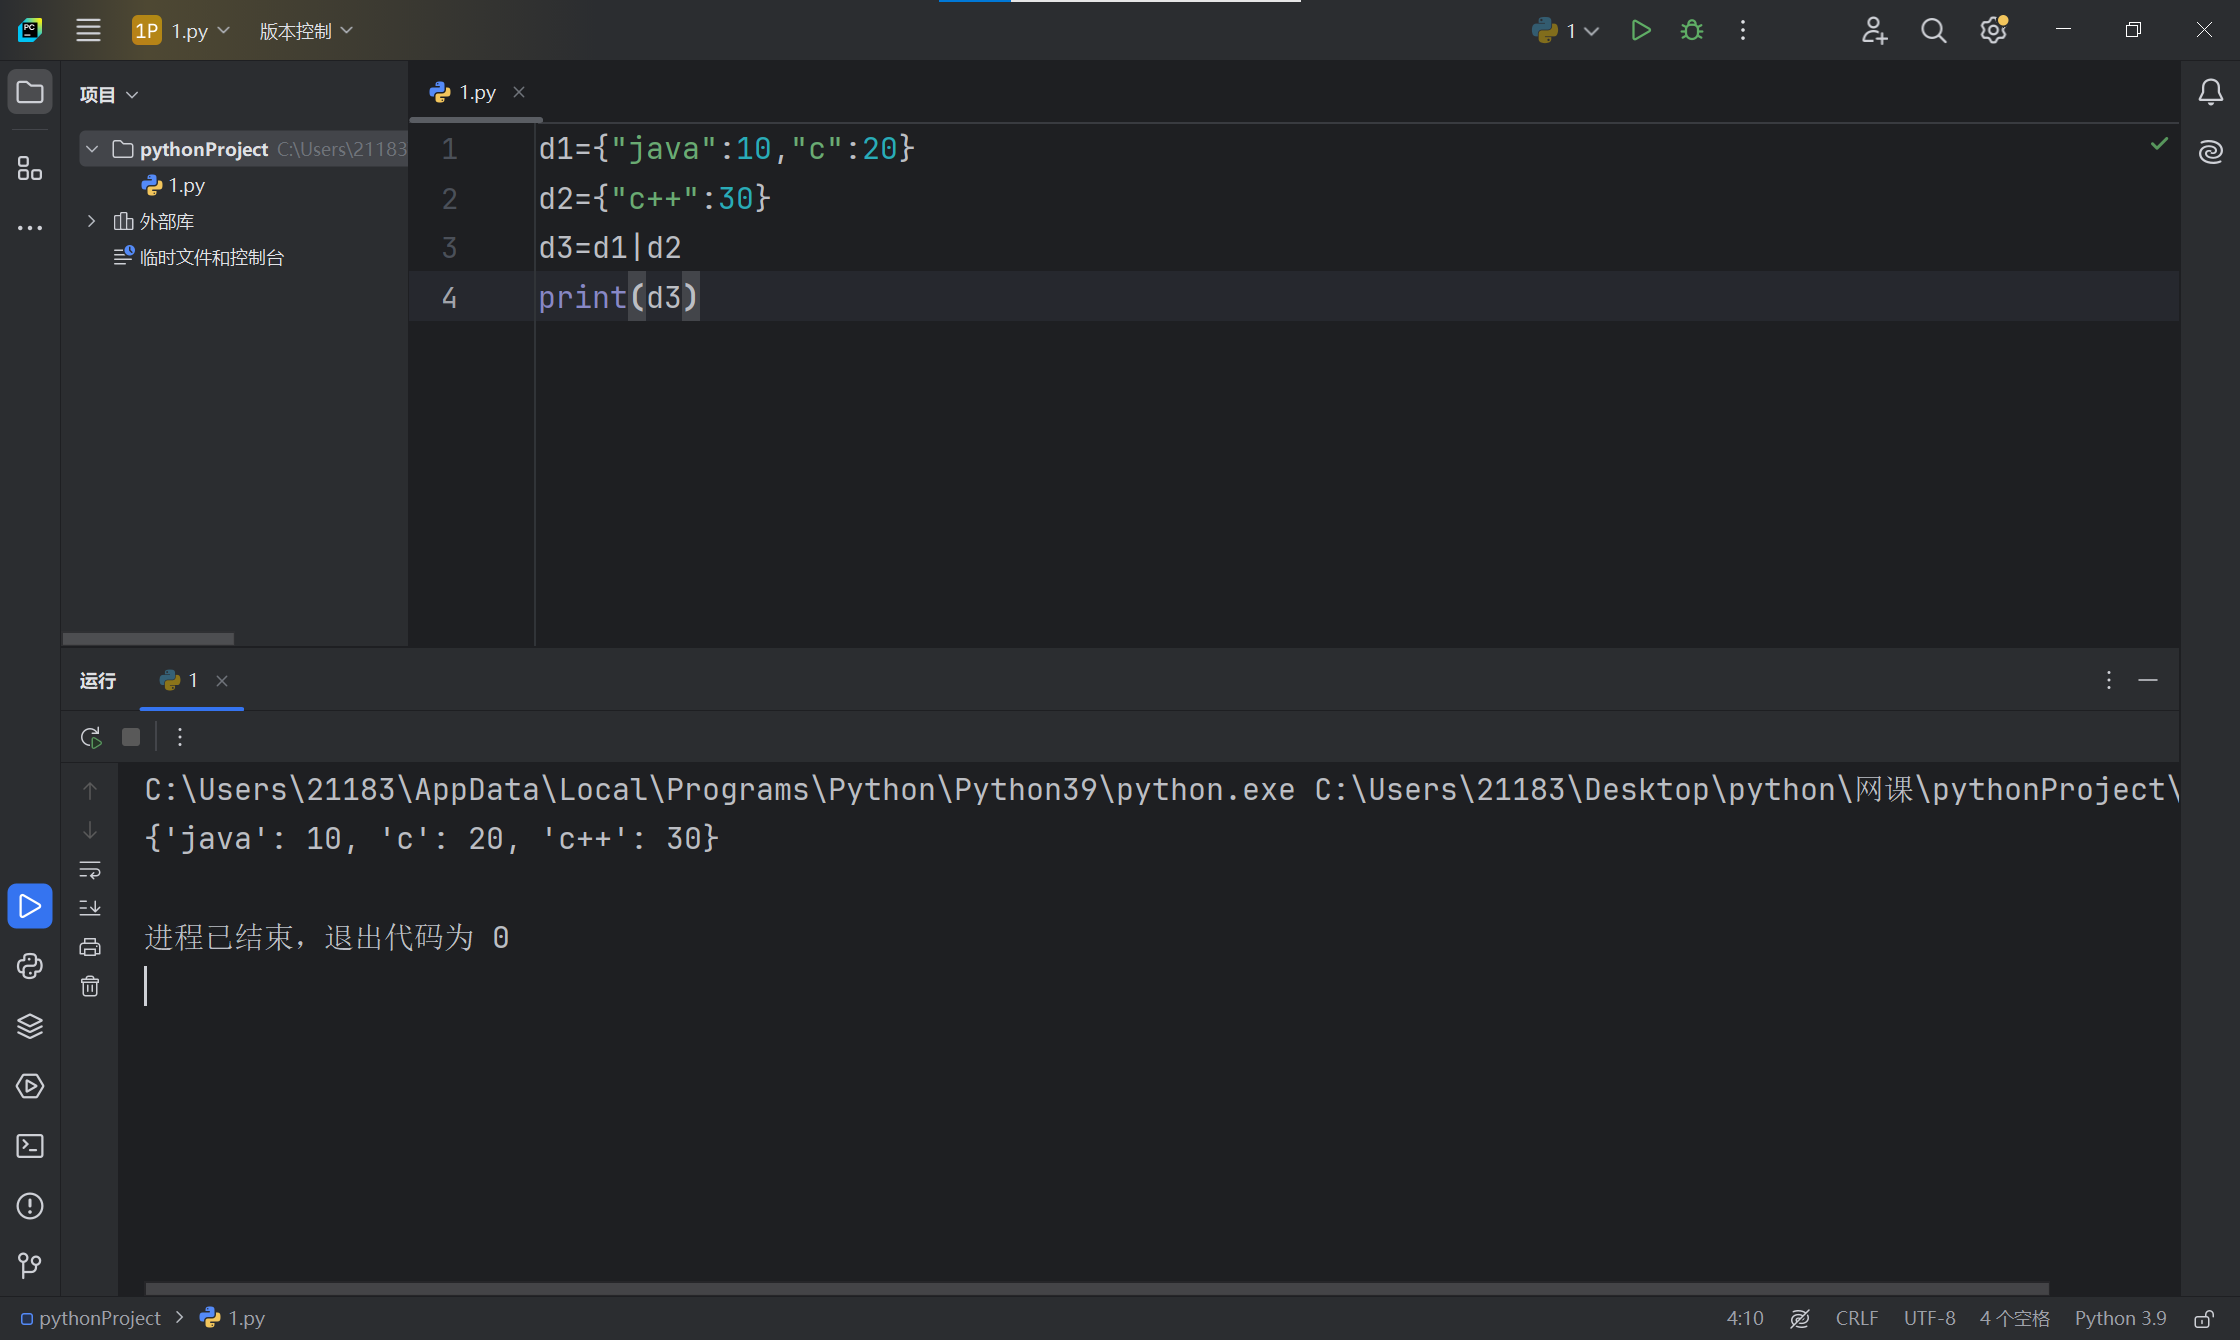 PC
1P 1.py 版本控制 1
项目
1.py
pythonProject C:\Users\21183
1.py
外部库
临时文件和控制台
1 d1={"java":10,"c":20}
2 d2={"c++":30}
3 d3=d1|d2
4 print(d3)
运行 1
C:\Users\21183\AppData\Local\Programs\Python\Python39\python.exe C:\Users\21183\Desktop\python\网课\pythonProject\
{'java': 10, 'c': 20, 'c++': 30}
进程已结束，退出代码为 0
pythonProject > 1.py 4:10 CRLF UTF-8 4 个空格 Python 3.9